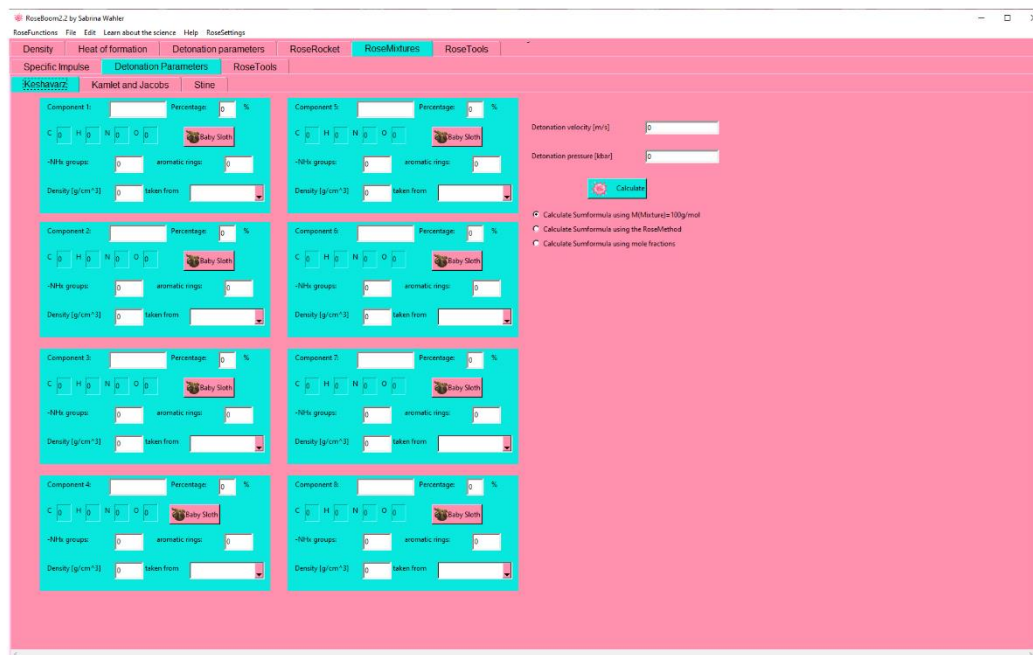 RoseBoom2.2 by Sabrina Wahler
RoseFunctions File Edit Learn about the science Help RoseSettings
Density Heat of formation Detonation parameters RoseRocket RoseMixtures RoseTools
Specific Impulse Detonation Parameters RoseTools
Keshavarz Kamlet and Jacobs Stine
Component 1: Percentage: 0 %
C 0 H 0 N 0 O 0 Baby Sloth
-NHx groups: 0 aromatic rings: 0
Density [g/cm^3] 0 taken from
Component 2: Percentage: 0 %
C 0 H 0 N 0 O 0 Baby Sloth
-NHx groups: 0 aromatic rings: 0
Density [g/cm^3] 0 taken from
Component 3: Percentage: 0 %
C 0 H 0 N 0 O 0 Baby Sloth
-NHx groups: 0 aromatic rings: 0
Density [g/cm^3] 0 taken from
Component 4: Percentage: 0 %
C 0 H 0 N 0 O 0 Baby Sloth
-NHx groups: 0 aromatic rings: 0
Density [g/cm^3] 0 taken from
Component 5: Percentage: 0 %
C 0 H 0 N 0 O 0 Baby Sloth
-NHx groups: 0 aromatic rings: 0
Density [g/cm^3] 0 taken from
Component 6: Percentage: 0 %
C 0 H 0 N 0 O 0 Baby Sloth
-NHx groups: 0 aromatic rings: 0
Density [g/cm^3] 0 taken from
Component 7: Percentage: 0 %
C 0 H 0 N 0 O 0 Baby Sloth
-NHx groups: 0 aromatic rings: 0
Density [g/cm^3] 0 taken from
Component 8: Percentage: 0 %
C 0 H 0 N 0 O 0 Baby Sloth
-NHx groups: 0 aromatic rings: 0
Density [g/cm^3] 0 taken from
Detonation velocity [m/s] 0
Detonation pressure [kbar] 0
Calculate
Calculate Sumformula using M(Mixture)=100g/mol
Calculate Sumformula using the RoseMethod
Calculate Sumformula using mole fractions